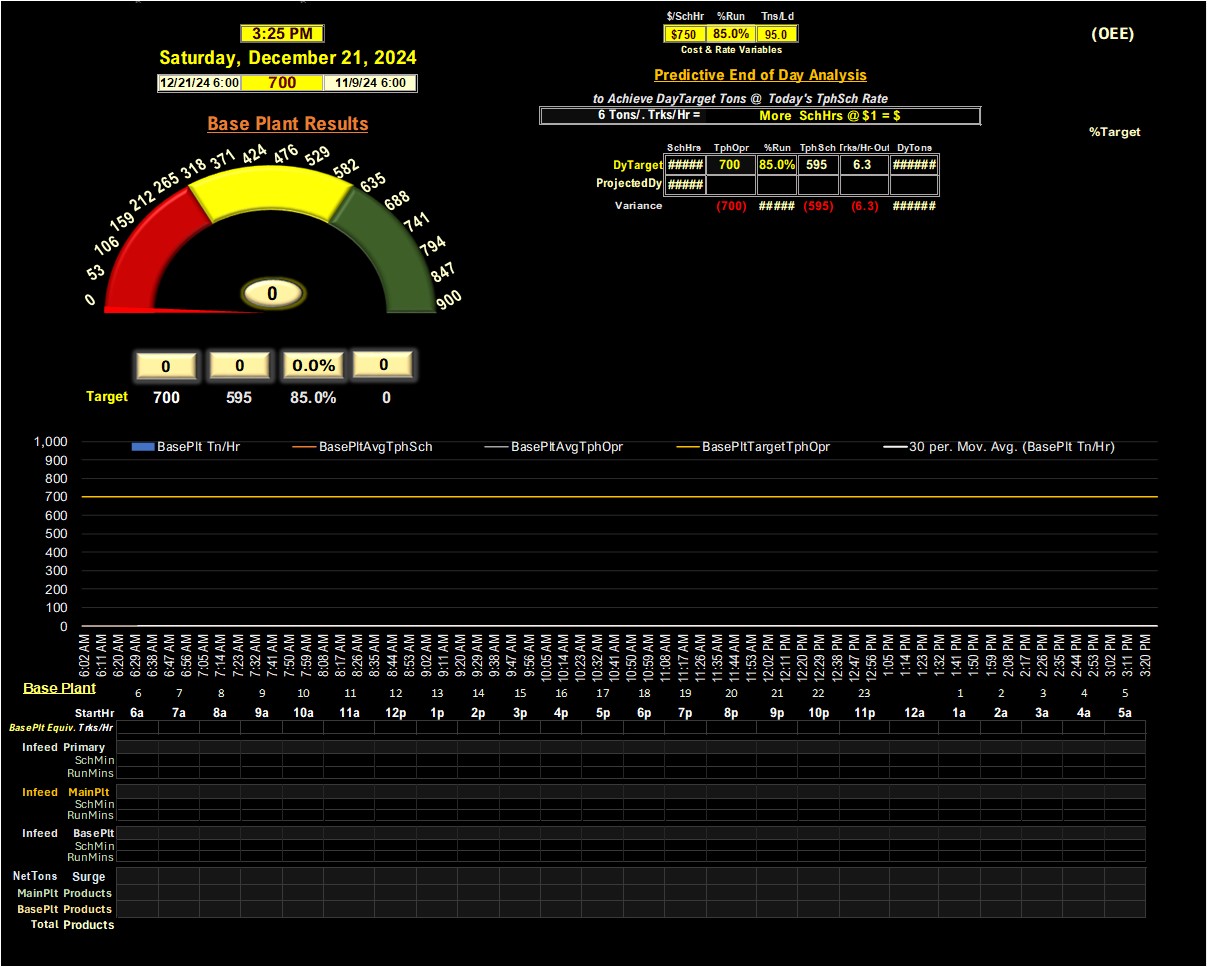 $/SchHr %Run Tns/Ld
3:25 PM
$750 85.0% 95.0
(OEE)
Cost & Rate Variables
Saturday, December 21, 2024
12/21/24 6:00 700 11/9/24 6:00
Predictive End of Day Analysis
to Achieve DayTarget Tons @ Today's TphSch Rate
6 Tons/. Trks/Hr = More SchHrs @ $1 = $
Base Plant Results
%Target
SchHrs TphOpr %Run TphSch Trks/Hr-Out DyTons
DyTarget ##### 700 85.0% 595 6.3 ######
ProjectedDy #####
Variance (700) ##### (595) (6.3) ######
0 53 106 159 212 265 318 371 424 476 529 582 635 688 741 794 847 900
0
0 0 0.0% 0
Target 700 595 85.0% 0
BasePlt Tn/Hr BasePltAvgTphSch BasePltAvgTphOpr BasePltTargetTphOpr 30 per. Mov. Avg. (BasePlt Tn/Hr)
1,000
900
800
700
600
500
400
300
200
100
0
6:02 AM 6:11 AM 6:20 AM 6:29 AM 6:38 AM 6:47 AM 6:56 AM 7:05 AM 7:14 AM 7:23 AM 7:32 AM 7:41 AM 7:50 AM 7:59 AM 8:08 AM 8:17 AM 8:26 AM 8:35 AM 8:44 AM 8:53 AM 9:02 AM 9:11 AM 9:20 AM 9:29 AM 9:38 AM 9:47 AM 9:56 AM 10:05 AM 10:14 AM 10:23 AM 10:32 AM 10:41 AM 10:50 AM 10:59 AM 11:08 AM 11:17 AM 11:26 AM 11:35 AM 11:44 AM 11:53 AM 12:02 PM 12:11 PM 12:20 PM 12:29 PM 12:38 PM 12:47 PM 12:56 PM 1:05 PM 1:14 PM 1:23 PM 1:32 PM 1:41 PM 1:50 PM 1:59 PM 2:08 PM 2:17 PM 2:26 PM 2:35 PM 2:44 PM 2:53 PM 3:02 PM 3:11 PM 3:20 PM
Base Plant 6 7 8 9 10 11 12 13 14 15 16 17 18 19 20 21 22 23 1 2 3 4 5
StartHr 6a 7a 8a 9a 10a 11a 12p 1p 2p 3p 4p 5p 6p 7p 8p 9p 10p 11p 12a 1a 2a 3a 4a 5a
BasePlt Equiv. Trks/Hr
Infeed Primary
SchMin
RunMins
Infeed MainPlt
SchMin
RunMins
Infeed BasePlt
SchMin
RunMins
NetTons Surge
MainPlt Products
BasePlt Products
Total Products